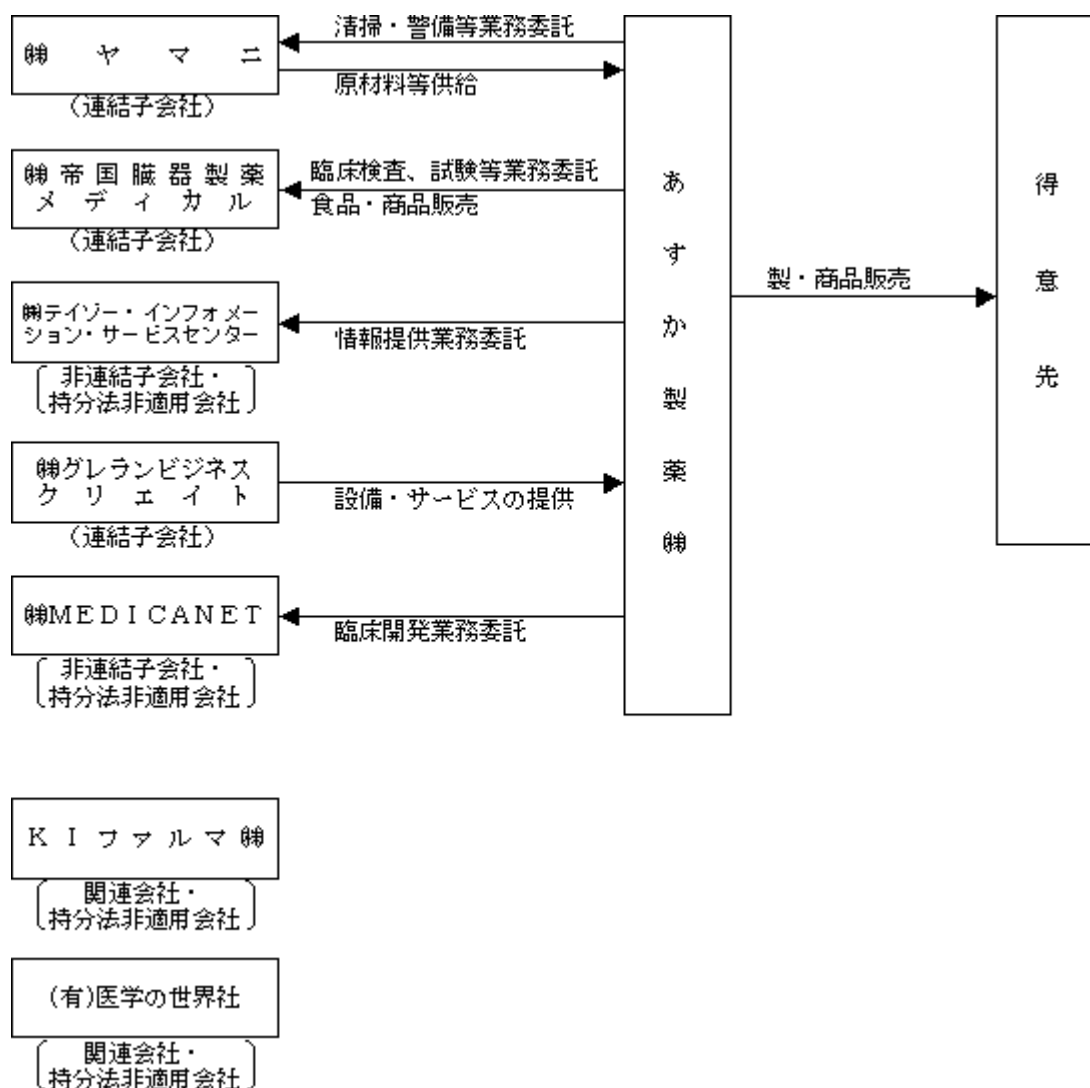 清掃・警備等業務委託
㈱ヤマニ
原材料等供給
（連結子会社）
㈱帝国臓器製薬
メディカル
臨床検査、試験等業務委託
食品・商品販売
（連結子会社）
㈱テイゾー・インフォメー
ション・サービスセンター
情報提供業務委託
非連結子会社・
持分法非適用会社
㈱グレランビジネス
クリエイト
設備・サービスの提供
（連結子会社）
㈱ＭＥＤＩＣＡＮＥＴ
臨床開発業務委託
非連結子会社・
持分法非適用会社
あすか製薬㈱
製・商品販売
得意先
ＫＩファルマ㈱
関連会社・
持分法非適用会社
(有)医学の世界社
関連会社・
持分法非適用会社